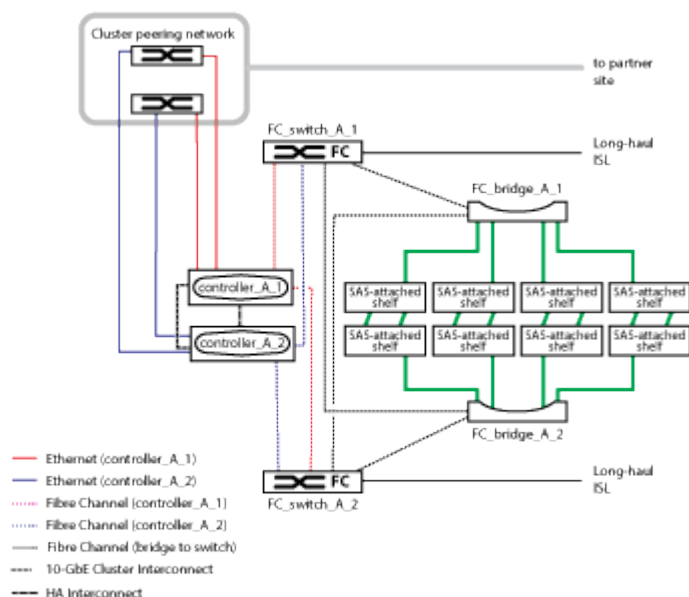 Cluster peering network
to partner
site
FC_switch_A_1
FC
Long-haul
ISL
FC_bridge_A_1
controller_A_1
controller_A_2
SAS-attached
shelf
SAS-attached
shelf
SAS-attached
shelf
SAS-attached
shelf
SAS-attached
shelf
SAS-attached
shelf
SAS-attached
shelf
SAS-attached
shelf
FC_bridge_A_2
FC
FC_switch_A_2
Long-haul
ISL
Ethernet (controller_A_1)
Ethernet (controller_A_2)
Fibre Channel (controller_A_1)
Fibre Channel (controller_A_2)
Fibre Channel (bridge to switch)
10-GbE Cluster Interconnect
HA Interconnect